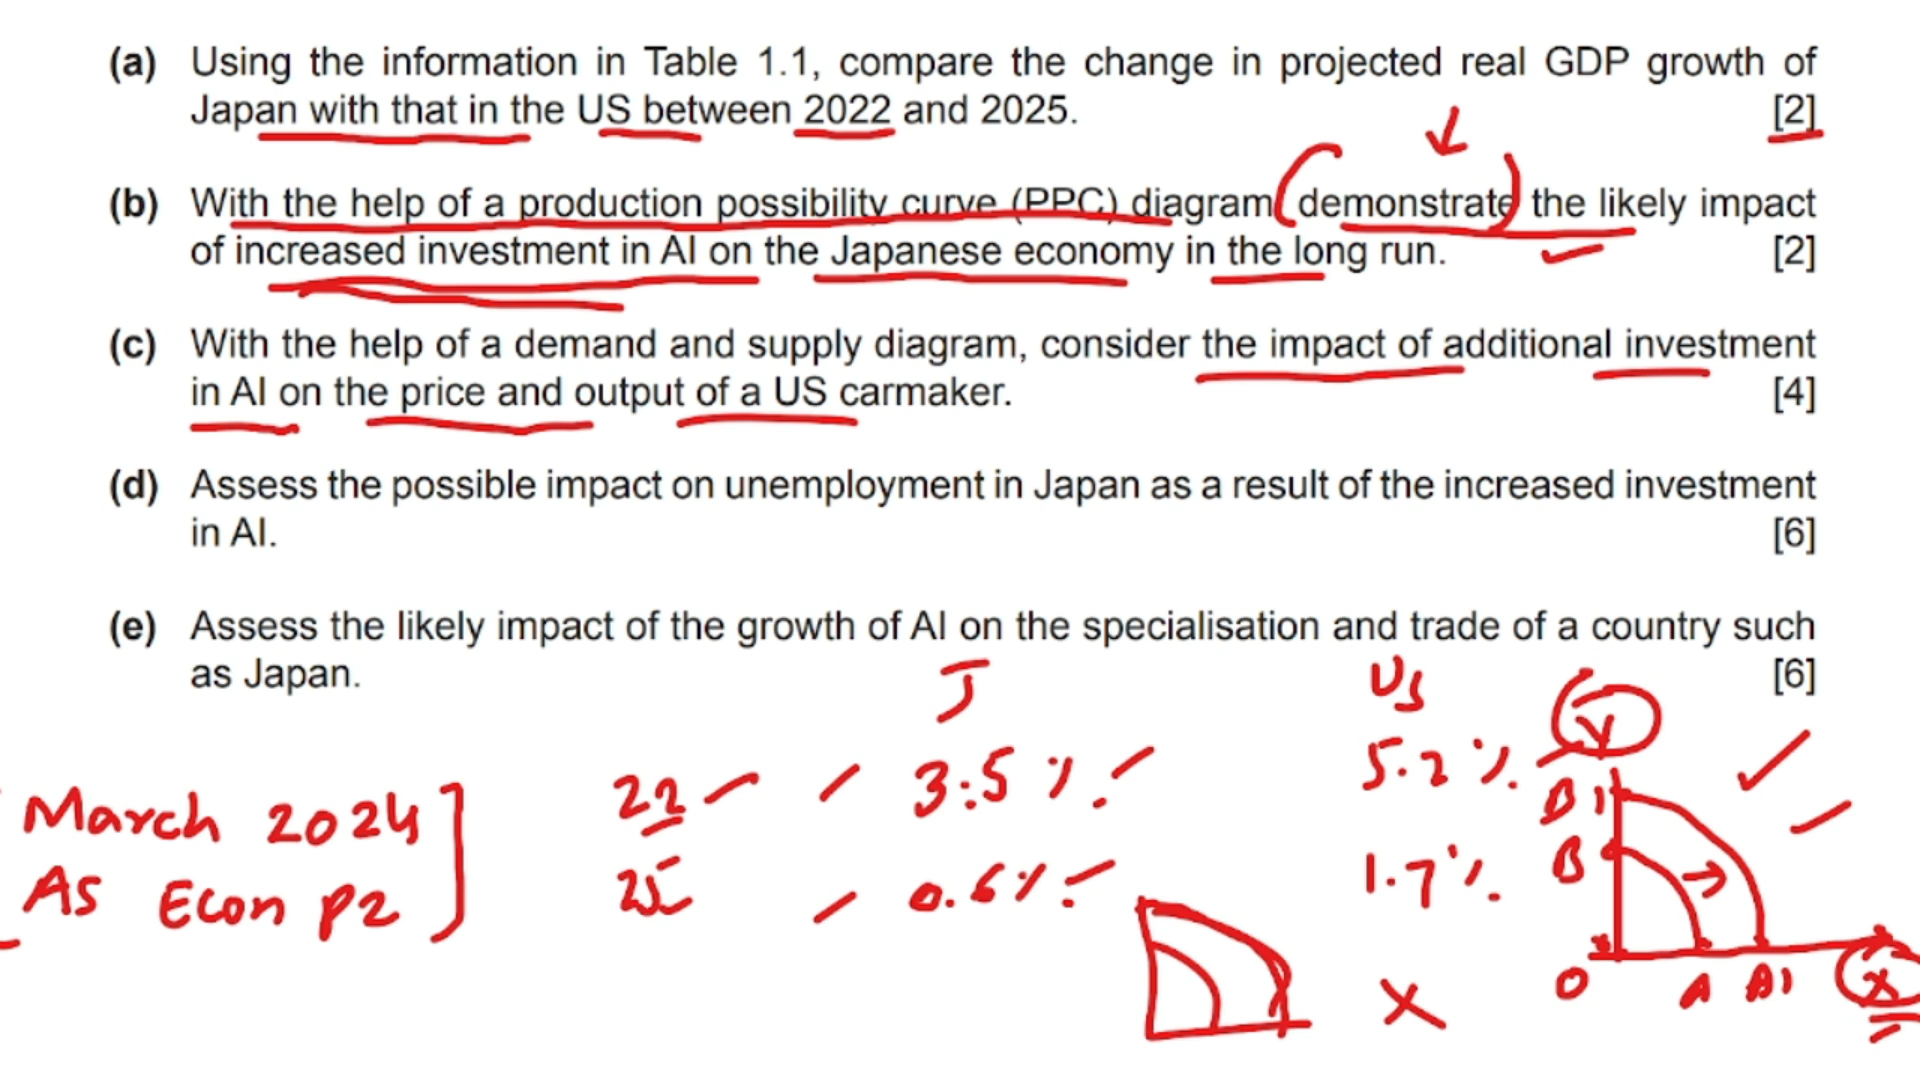 (a) Using the information in Table 1.1, compare the change in projected real GDP growth of
Japan with that in the US between 2022 and 2025. [2]
(b) With the help of a production possibility curve (PPC) diagram demonstrate the likely impact
of increased investment in AI on the Japanese economy in the long run. [2]
(c) With the help of a demand and supply diagram, consider the impact of additional investment
in AI on the price and output of a US carmaker. [4]
(d) Assess the possible impact on unemployment in Japan as a result of the increased investment
in AI. [6]
(e) Assess the likely impact of the growth of AI on the specialisation and trade of a country such
as Japan. [6]
J US Y
22 3.5% 5.2% B1
March 2024
25 0.6% 1.7% B
As Econ P2
X O A A1 X